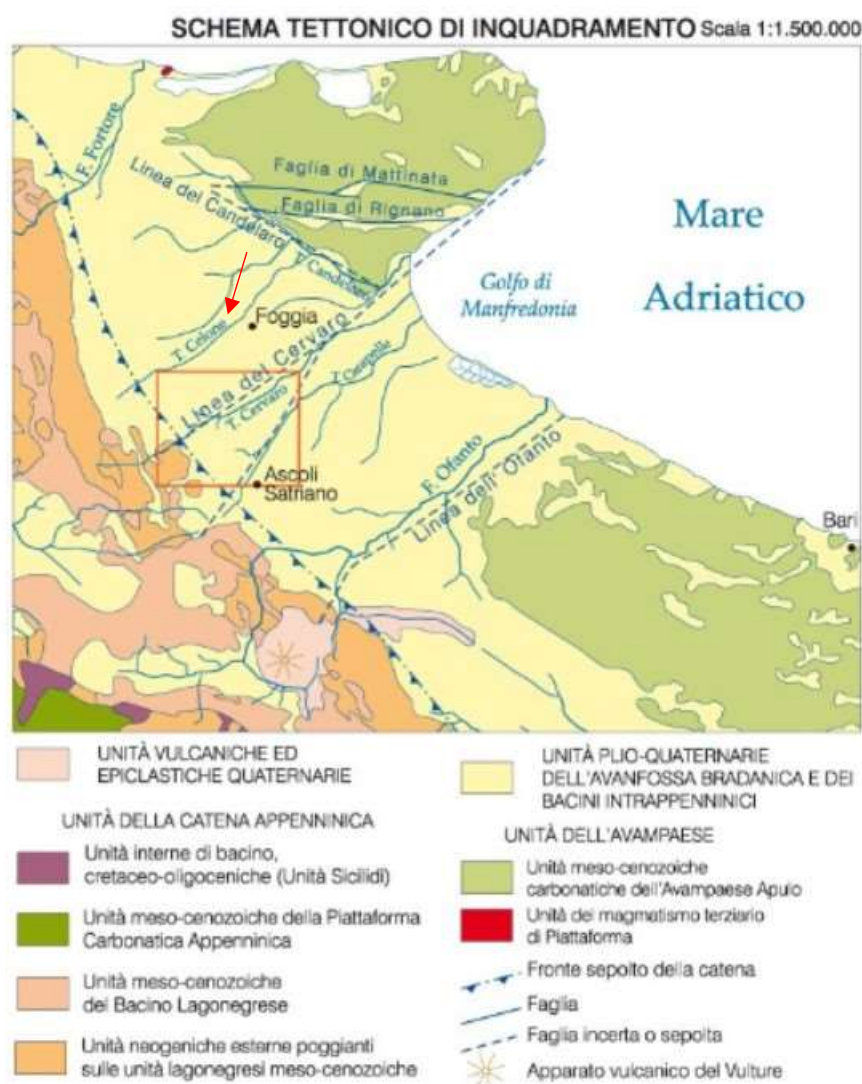 SCHEMA TETTONICO DI INQUADRAMENTO Scala 1:1.500.000
F. Fortore
Linea del Candelaro
Faglia di Mattinata
Faglia di Rignano
T. Candelaro
Mare
Adriatico
Golfo di
Manfredonia
T. Celone
Foggia
Linea del Cervaro
T. Cervaro
T. Carapelle
Ascoli
Satriano
F. Ofanto
Linea dell'Ofanto
Bari
UNITÀ VULCANICHE ED
EPICLASTICHE QUATERNARIE
UNITÀ DELLA CATENA APPENNINICA
Unità interne di bacino,
cretaceo-oligoceniche (Unità Sicilidi)
Unità meso-cenozoiche della Piattaforma
Carbonatica Appenninica
Unità meso-cenozoiche
del Bacino Lagonegrese
Unità neogeniche esterne poggianti
sulle unità lagonegresi meso-cenozoiche
UNITÀ PLIO-QUATERNARIE
DELL'AVANFOSSA BRADANICA E DEI
BACINI INTRAPPENNINICI
UNITÀ DELL'AVAMPAESE
Unità meso-cenozoiche
carbonatiche dell'Avampaese Apulo
Unità del magmatismo terziario
di Piattaforma
Fronte sepolto della catena
Faglia
Faglia incerta o sepolta
Apparato vulcanico del Vulture